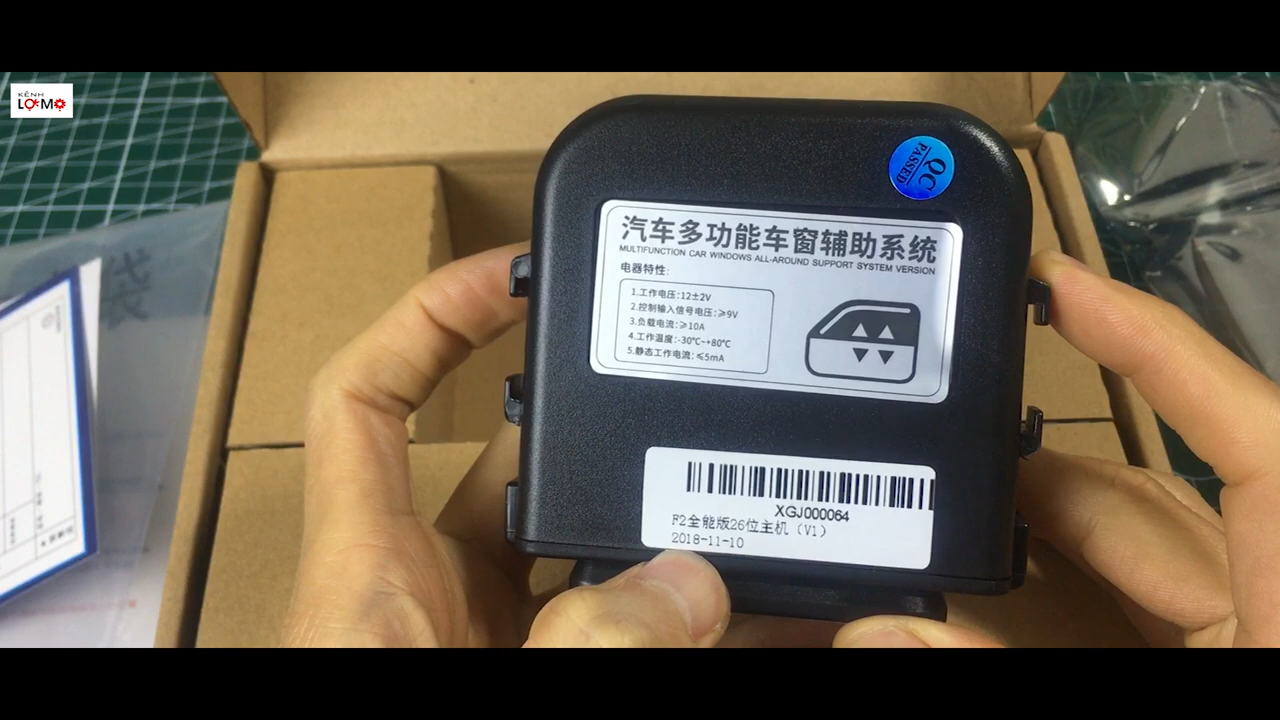 KÊNH
LOMO
QC
PASSED
汽车多功能车窗辅助系统
MULTIFUNCTION CAR WINDOWS ALL-AROUND SUPPORT SYSTEM VERSION
电器特性:
1.工作电压:12±2V
2.控制输入信号电压:≥9V
3.负载电流:≥10A
4.工作温度:-30℃~+80℃
5.静态工作电流:≤5mA
XGJ000064
F2全能版26位主机(V1)
2018-11-10
袋